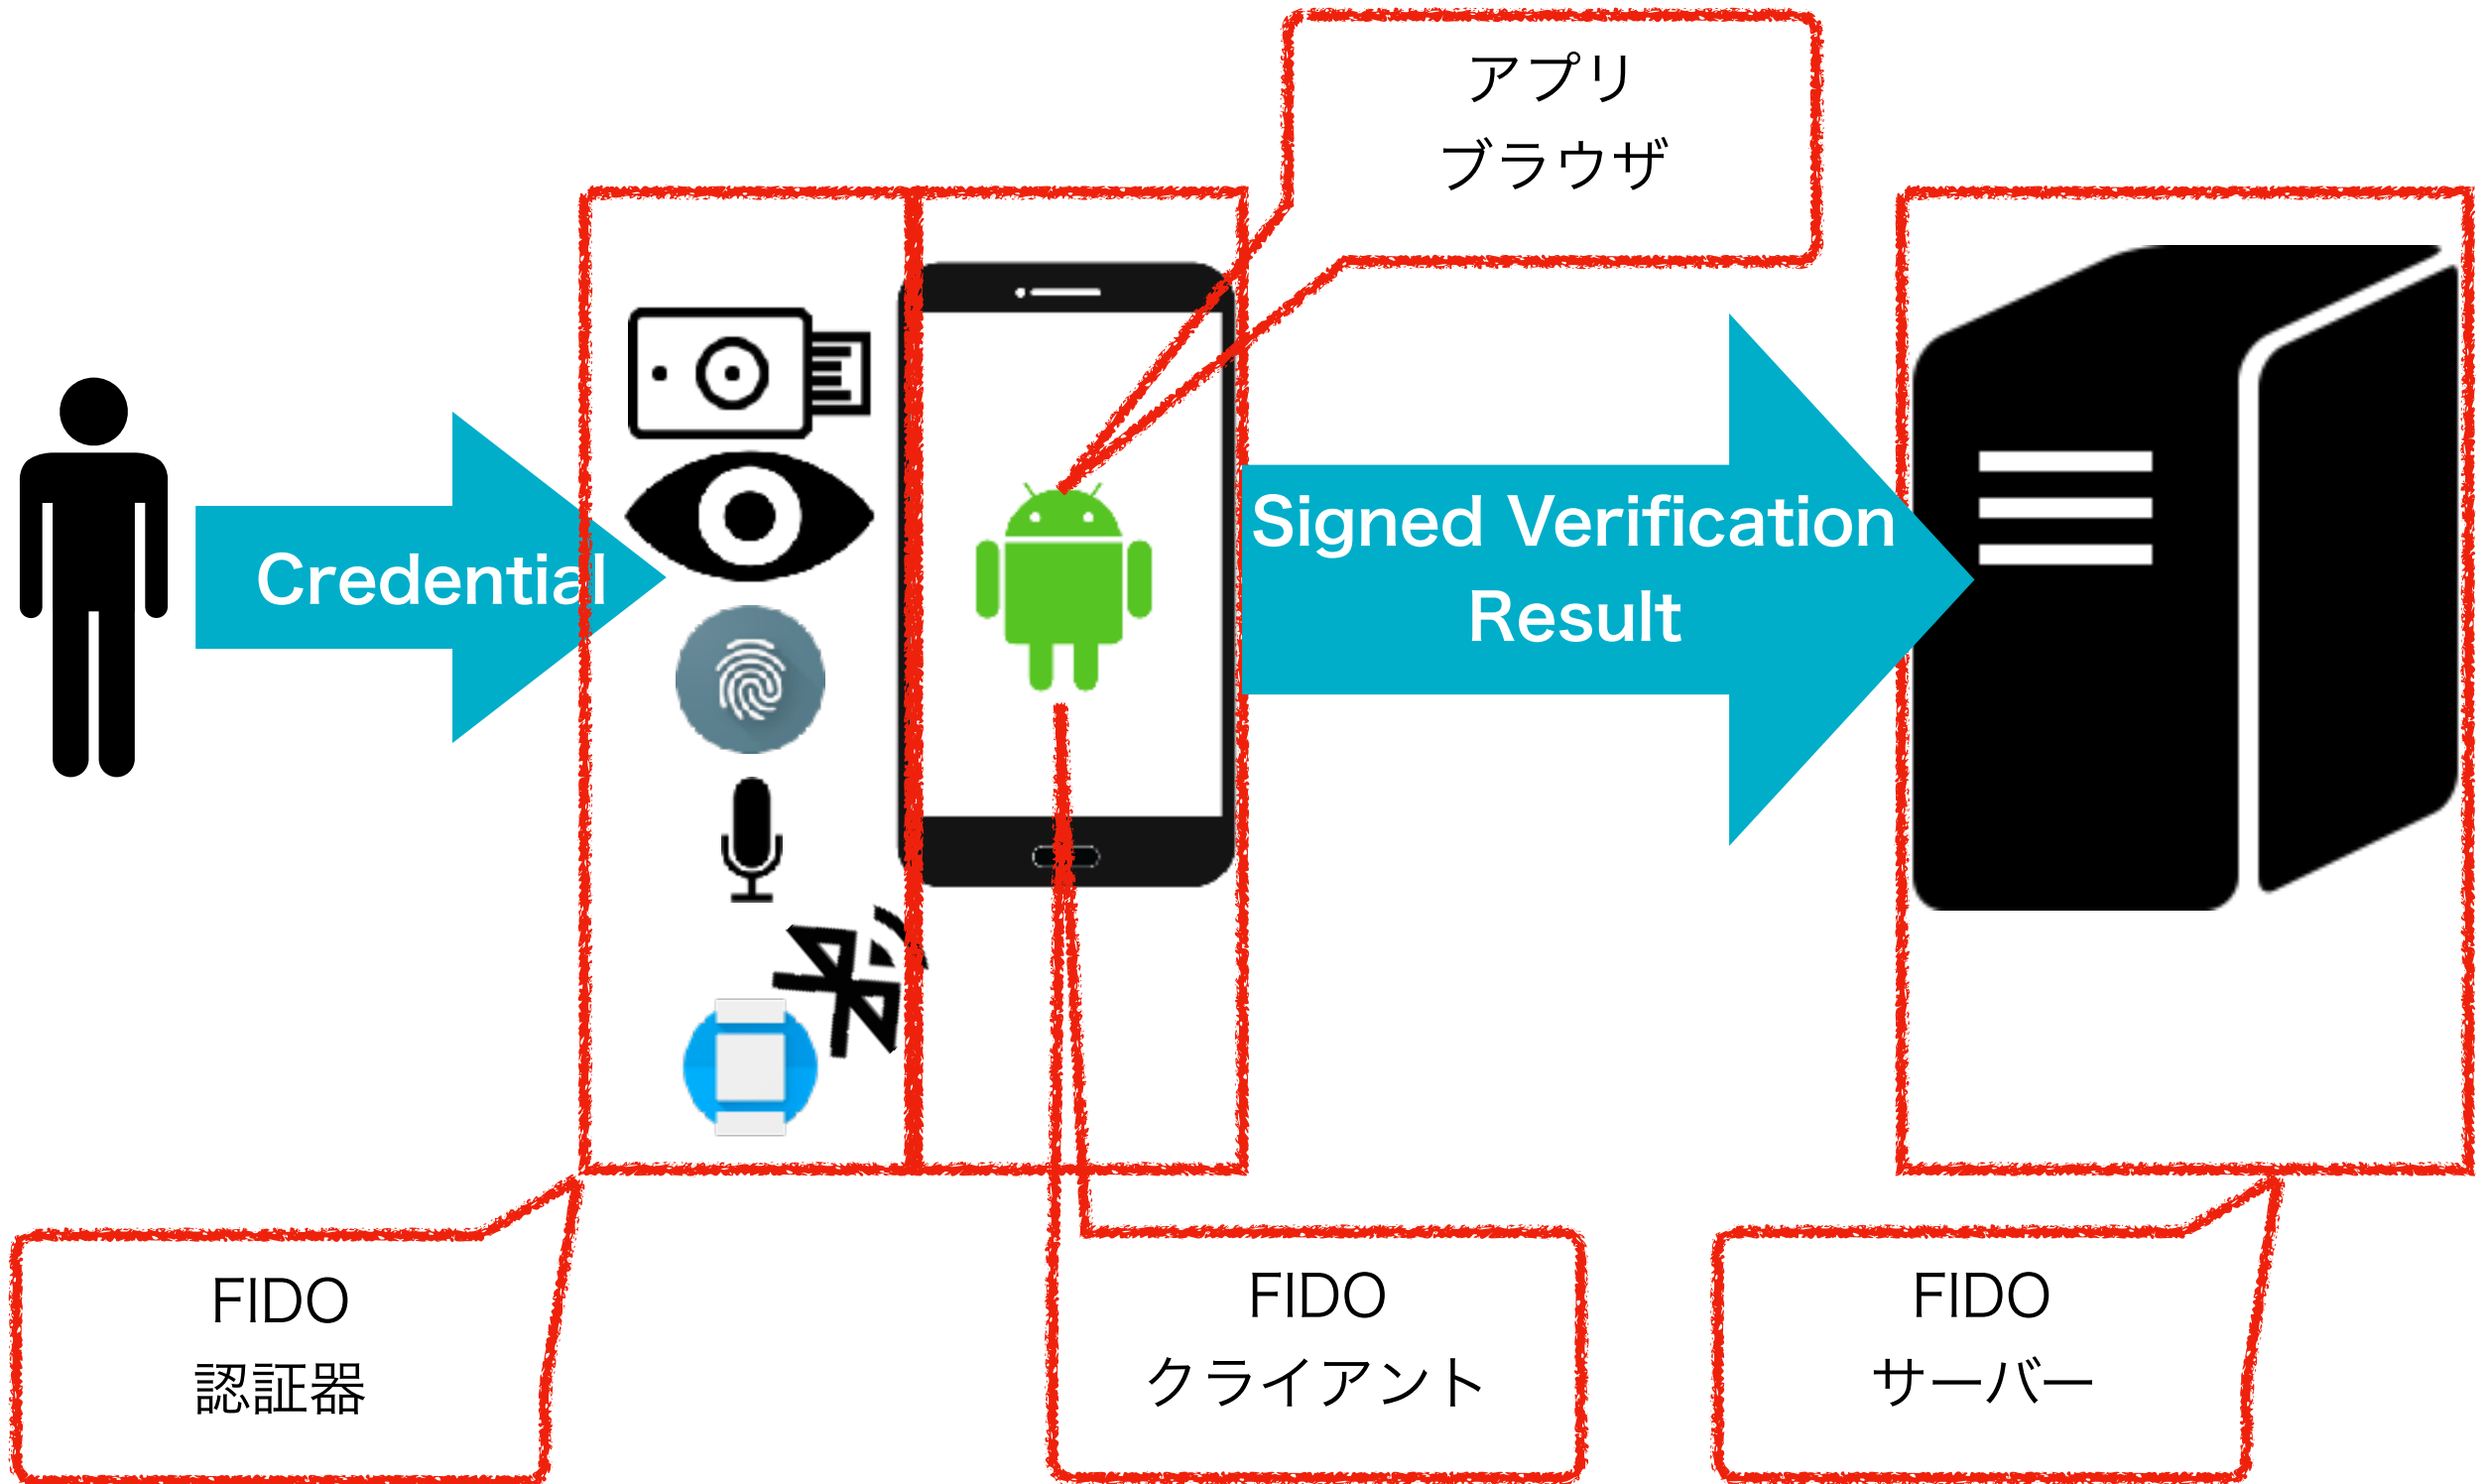 アプリ
ブラウザ
Credential
Signed Verification
Result
FIDO
認証器
FIDO
クライアント
FIDO
サーバー